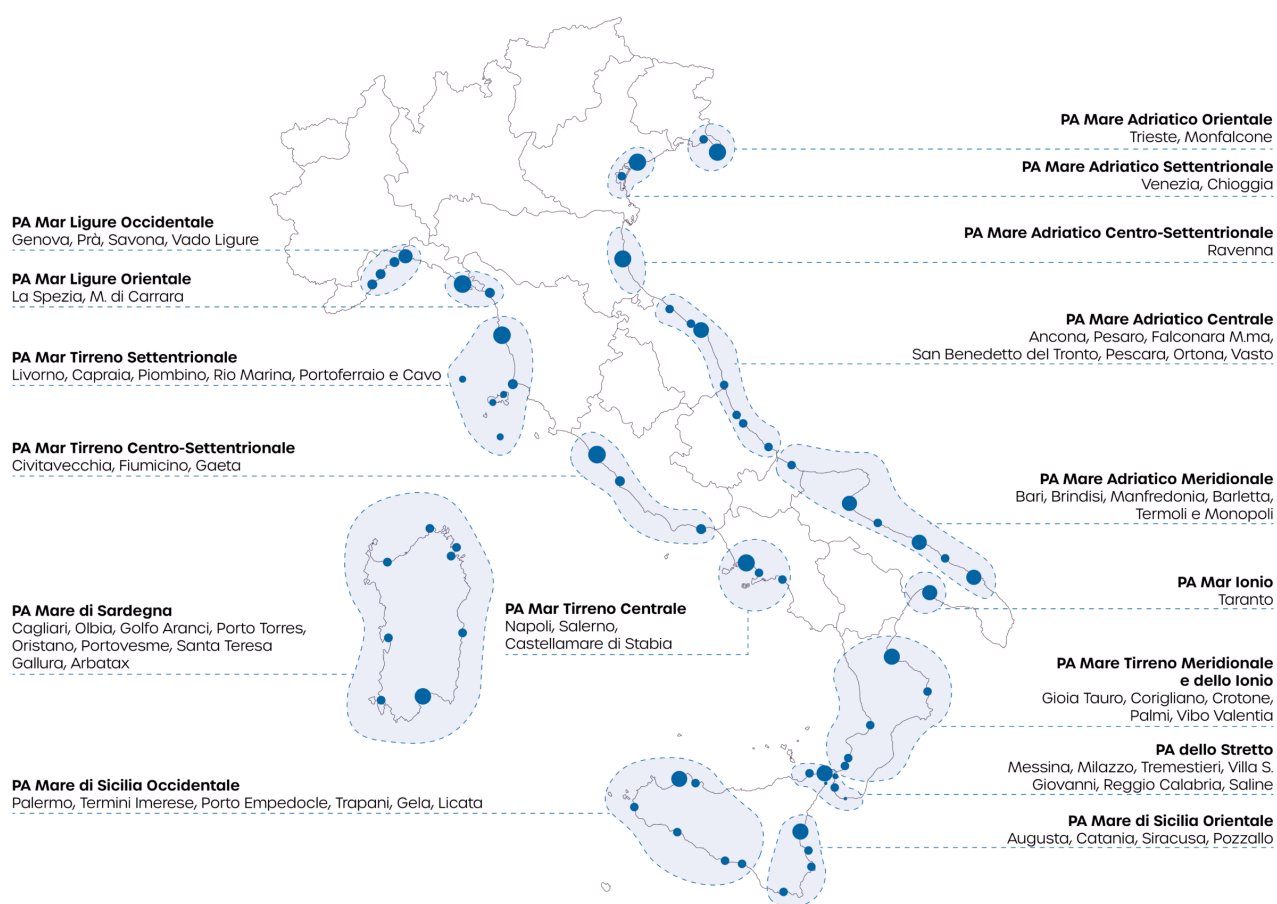 PA Mare Adriatico Orientale
Trieste, Monfalcone
PA Mare Adriatico Settentrionale
Venezia, Chioggia
PA Mar Ligure Occidentale
Genova, Prà, Savona, Vado Ligure
PA Mare Adriatico Centro-Settentrionale
Ravenna
PA Mar Ligure Orientale
La Spezia, M. di Carrara
PA Mare Adriatico Centrale
Ancona, Pesaro, Falconara M.ma,
San Benedetto del Tronto, Pescara, Ortona, Vasto
PA Mar Tirreno Settentrionale
Livorno, Capraia, Piombino, Rio Marina, Portoferraio e Cavo
PA Mar Tirreno Centro-Settentrionale
Civitavecchia, Fiumicino, Gaeta
PA Mare Adriatico Meridionale
Bari, Brindisi, Manfredonia, Barletta,
Termoli e Monopoli
PA Mar Ionio
Taranto
PA Mare di Sardegna
Cagliari, Olbia, Golfo Aranci, Porto Torres,
Oristano, Portovesme, Santa Teresa
Gallura, Arbatax
PA Mar Tirreno Centrale
Napoli, Salerno,
Castellamare di Stabia
PA Mare Tirreno Meridionale
e dello Ionio
Gioia Tauro, Corigliano, Crotone,
Palmi, Vibo Valentia
PA dello Stretto
Messina, Milazzo, Tremestieri, Villa S.
Giovanni, Reggio Calabria, Saline
PA Mare di Sicilia Occidentale
Palermo, Termini Imerese, Porto Empedocle, Trapani, Gela, Licata
PA Mare di Sicilia Orientale
Augusta, Catania, Siracusa, Pozzallo